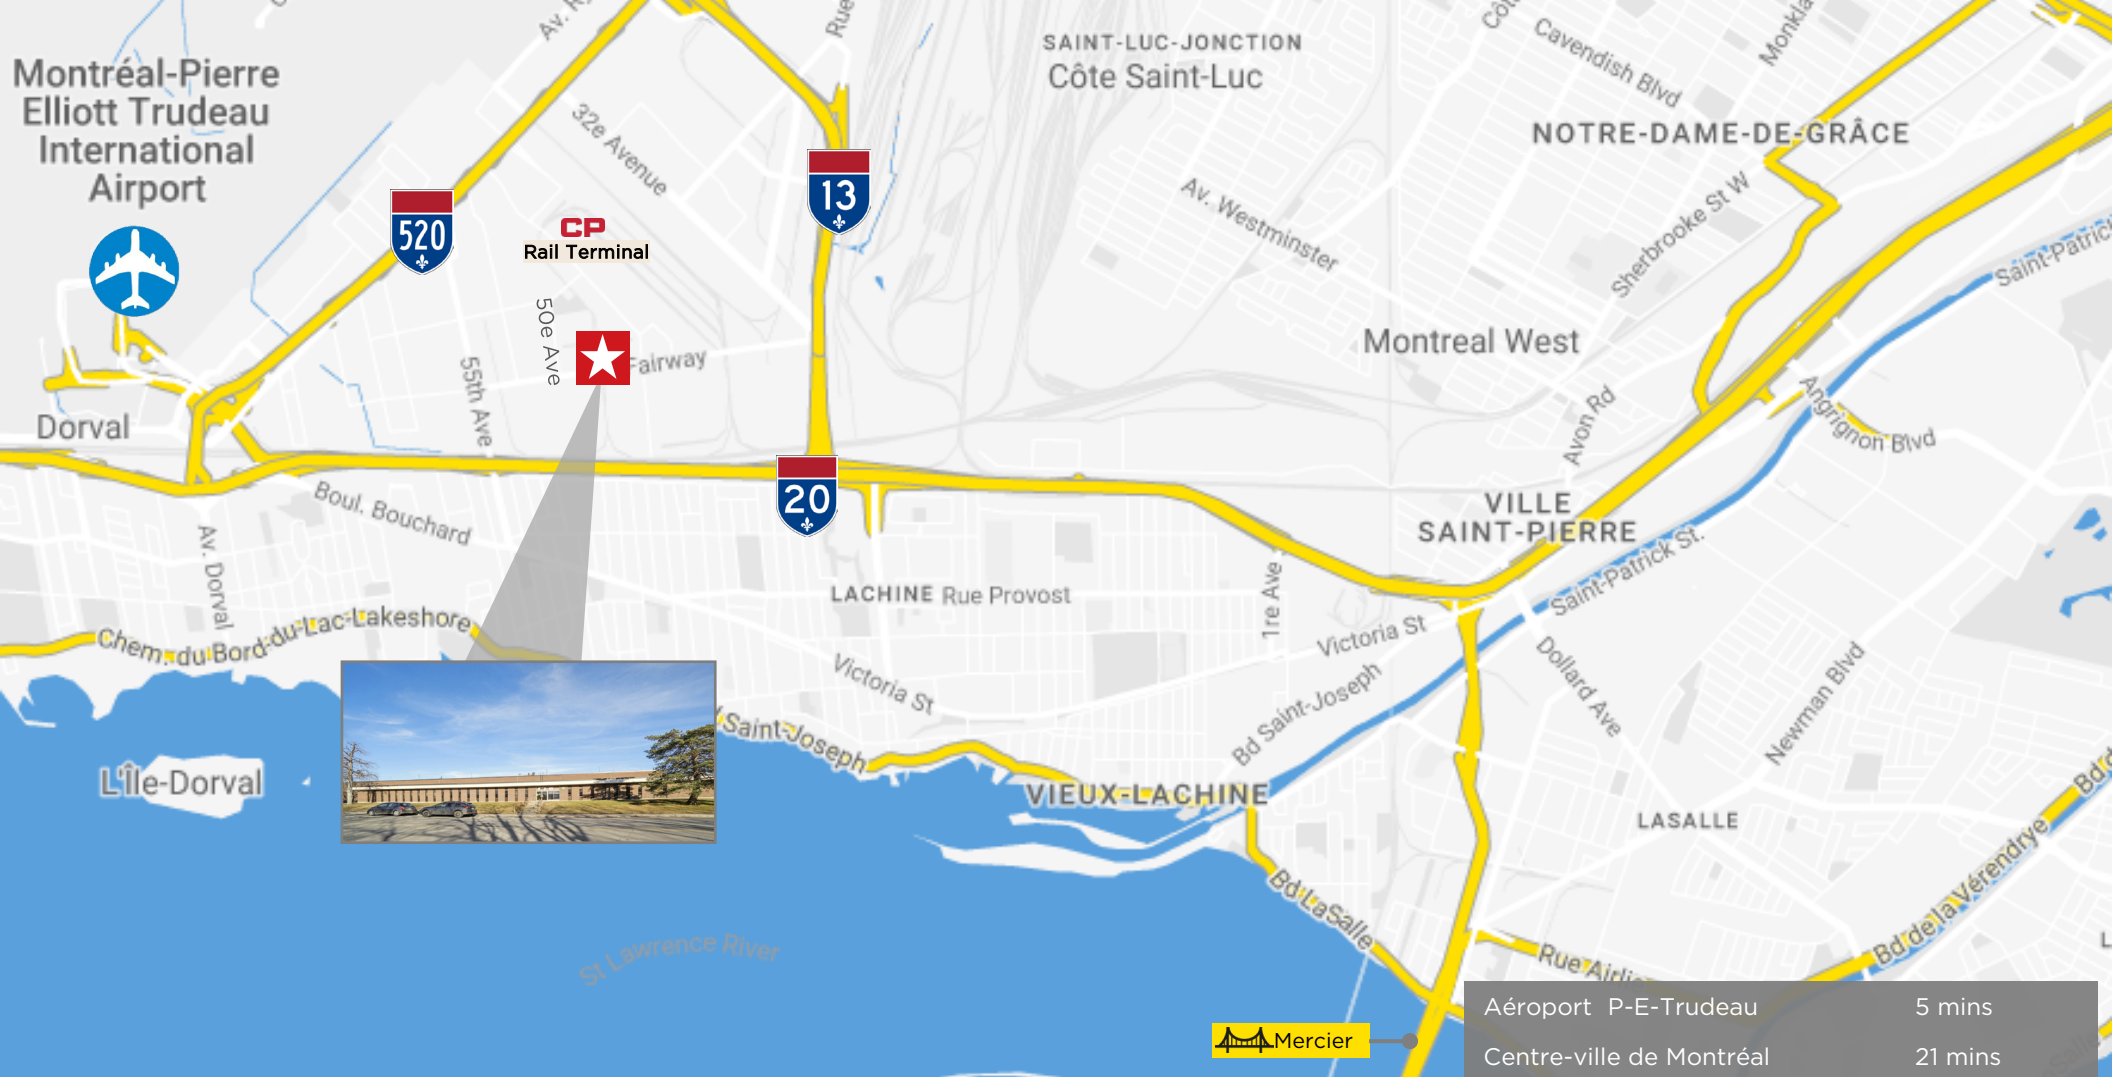 Av. R
Rue
Montréal-Pierre
Elliott Trudeau
International
Airport
SAINT-LUC-JONCTION
Côte Saint-Luc
Cavendish Blvd
NOTRE-DAME-DE-GRÂCE
32e Avenue
13
520
CP
Rail Terminal
Av. Westminster
Sherbrooke St W
Saint-Patrick
50e Ave
Fairway
55th Ave
Montreal West
Dorval
Avon Rd
Angrignon Blvd
20
Boul. Bouchard
VILLE
SAINT-PIERRE
Av. Dorval
Saint-Patrick St.
LACHINE
Rue Provost
1re Ave
Victoria St
Chem. du Bord-du-Lac-Lakeshore
Victoria St
Dollard Ave
Newman Blvd
Bd Saint-Joseph
Saint-Joseph
L'Île-Dorval
VIEUX-LACHINE
LASALLE
Bd LaSalle
Bd de la Vérendrye
St Lawrence River
Rue Airlie
Mercier
Aéroport P-E-Trudeau 5 mins
Centre-ville de Montréal 21 mins